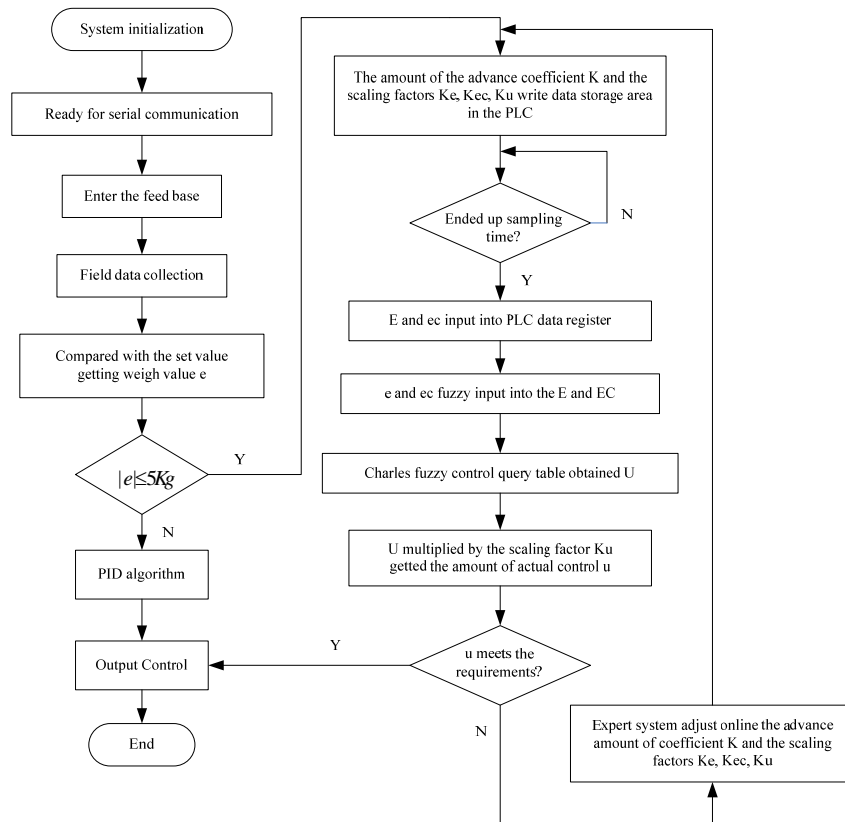 System initialization
Ready for serial communication
Enter the feed base
Field data collection
Compared with the set value
getting weigh value e
|e|≤5Kg
Y
N
PID algorithm
Output Control
End
The amount of the advance coefficient K and the
scaling factors Ke, Kec, Ku write data storage area
in the PLC
Ended up sampling
time?
N
Y
E and ec input into PLC data register
e and ec fuzzy input into the E and EC
Charles fuzzy control query table obtained U
U multiplied by the scaling factor Ku
getted the amount of actual control u
u meets the
requirements?
Y
N
Expert system adjust online the advance
amount of coefficient K and the scaling
factors Ke, Kec, Ku